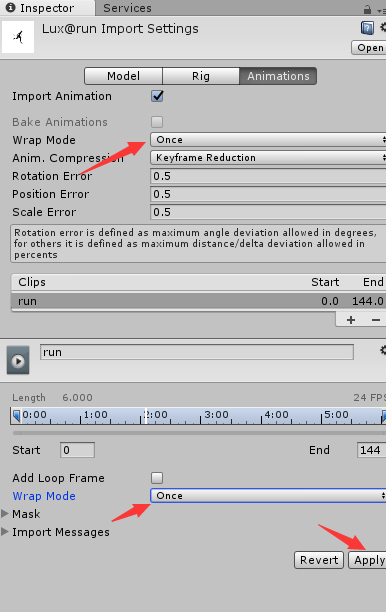 Inspector Services
Lux@run Import Settings
Open
Model Rig Animations
Import Animation
Bake Animations
Wrap Mode Once
Anim. Compression Keyframe Reduction
Rotation Error 0.5
Position Error 0.5
Scale Error 0.5
Rotation error is defined as maximum angle deviation allowed in degrees,
for others it is defined as maximum distance/delta deviation allowed in
percents
Clips Start End
run 0.0 144.0
+ −
run
Length 6.000 24 FPS
0:00 1:00 2:00 3:00 4:00 5:00
Start 0 End 144
Add Loop Frame
Wrap Mode Once
Mask
Import Messages
Revert Apply